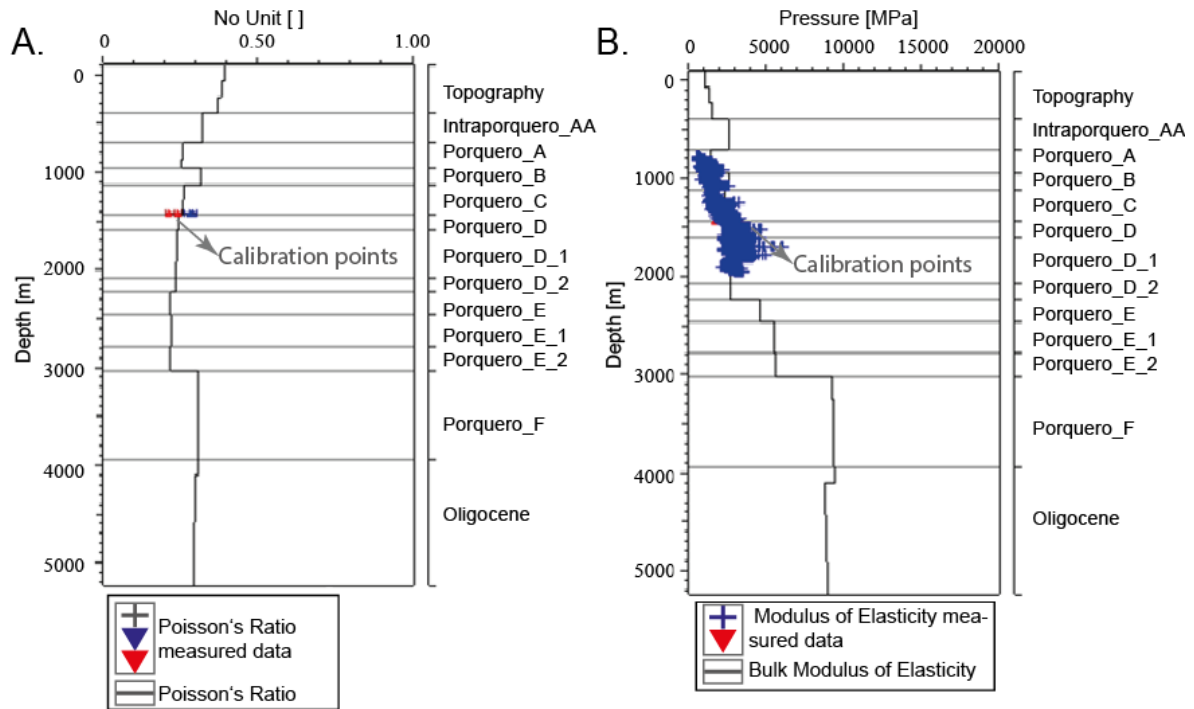 A.
No Unit [ ]
0 0.50 1.00
Depth [m]
0
1000
2000
3000
4000
5000
Topography
Intraporquero_AA
Porquero_A
Porquero_B
Porquero_C
Porquero_D
Porquero_D_1
Porquero_D_2
Porquero_E
Porquero_E_1
Porquero_E_2
Porquero_F
Oligocene
Calibration points
Poisson‘s Ratio
measured data
Poisson‘s Ratio
B.
Pressure [MPa]
0 5000 10000 15000 20000
Depth [m]
0
1000
2000
3000
4000
5000
Topography
Intraporquero_AA
Porquero_A
Porquero_B
Porquero_C
Porquero_D
Porquero_D_1
Porquero_D_2
Porquero_E
Porquero_E_1
Porquero_E_2
Porquero_F
Oligocene
Calibration points
Modulus of Elasticity mea-
sured data
Bulk Modulus of Elasticity